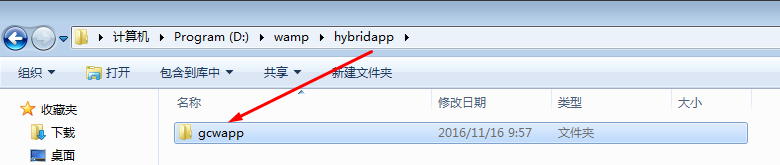 计算机 Program (D:) wamp hybridapp
组织 打开 包含到库中 共享 新建文件夹
收藏夹 名称 修改日期 类型 大小
下载 gcwapp 2016/11/16 9:57 文件夹
桌面